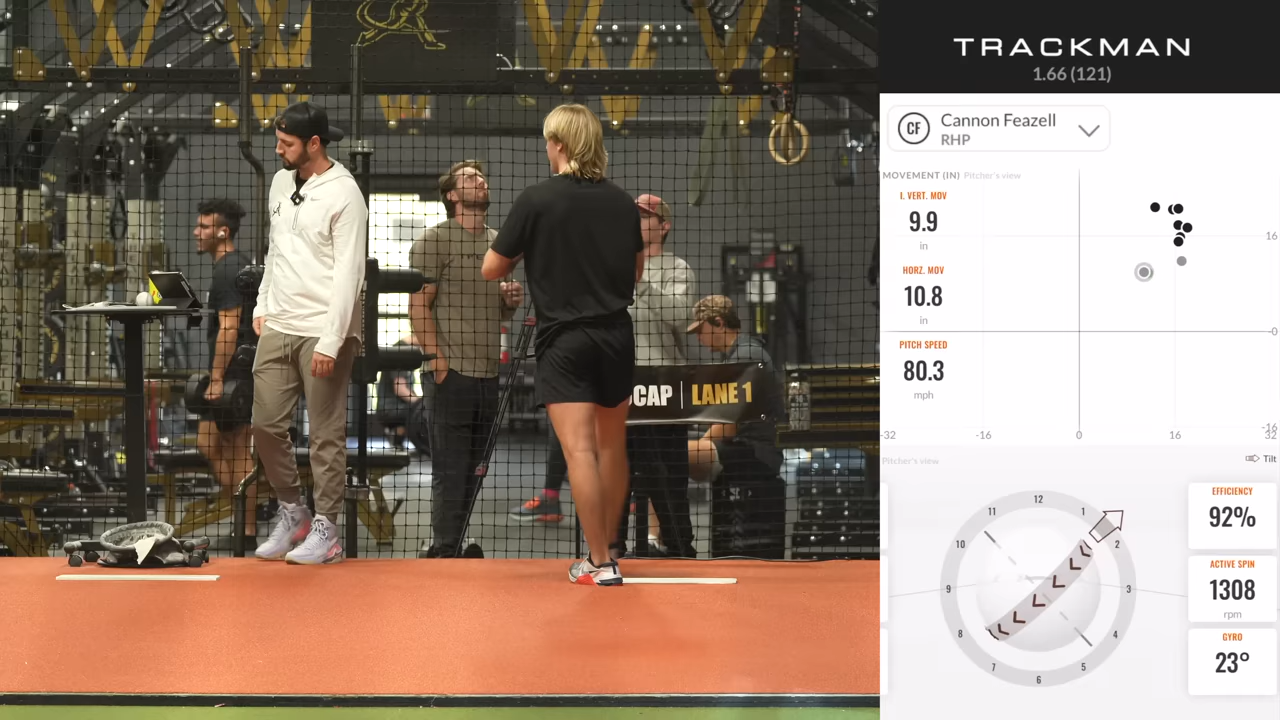 TRACKMAN
1.66 (121)
CF
Cannon Feazell
RHP
MOVEMENT (IN) Pitcher's view
I. VERT. MOV
9.9
in
HORZ. MOV
10.8
in
PITCH SPEED
80.3
mph
16
-0
-16
-32 -16 0 16 32
Pitcher's view
Tilt
12
1
2
3
4
5
6
7
8
9
10
11
EFFICIENCY
92%
ACTIVE SPIN
1308
rpm
GYRO
23°
CAP | LANE 1